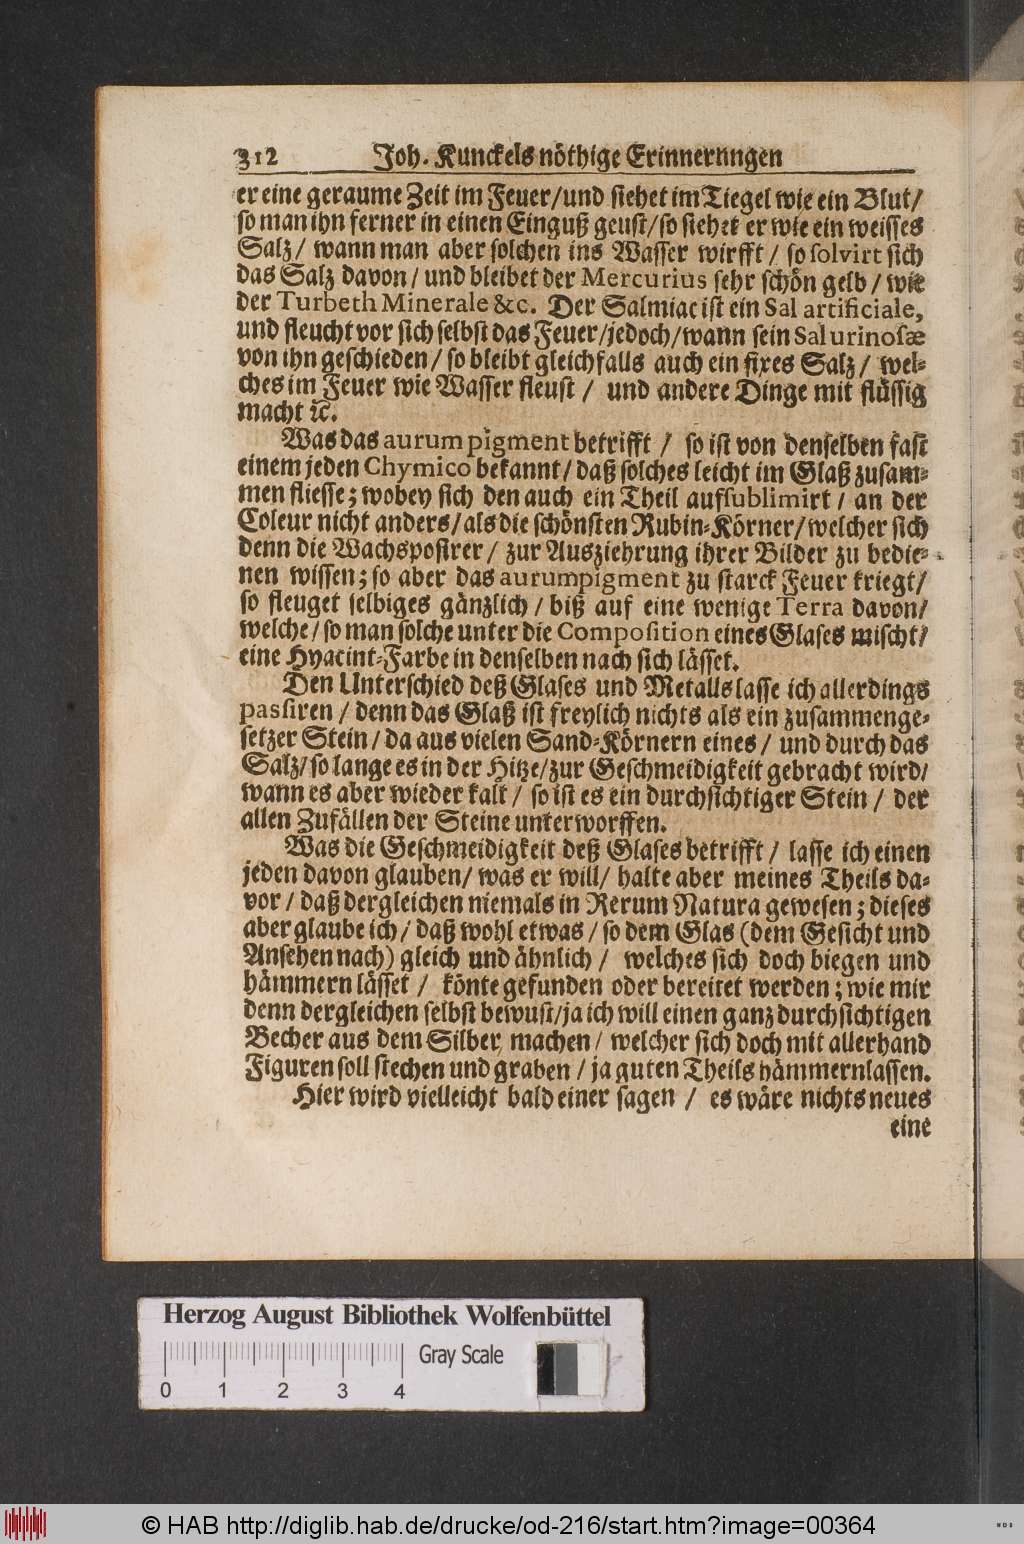 312 Joh. Kunckels nöthige Erinnerungen
er eine geraume Zeit im Feuer/und siehet im Tiegel wie ein Blut/
so man ihn ferner in einen Einguß geust/so siehet er wie ein weisses
Salz/ wann man aber solchen ins Wasser wirfft/ so solvirt sich
das Salz davon/ und bleibet der Mercurius sehr schön gelb/ wie
der Turbeth Minerale &c. Der Salmiac ist ein Sal artificiale,
und fleucht vor sich selbst das Feuer/jedoch/wann sein Sal urinosæ
von ihn geschieden/ so bleibt gleichfalls auch ein fixes Salz/ wel-
ches im Feuer wie Wasser fleust/ und andere Dinge mit flüssig
macht ꝛc.
Was das aurum pigment betrifft/ so ist von denselben fast
einem jeden Chymico bekannt/ daß solches leicht im Glaß zusam-
men fliesse; wobey sich den auch ein Theil aufsublimirt/ an der
Coleur nicht anders/als die schönsten Rubin-Körner/welcher sich
denn die Wachspostrer/ zur Ausziehrung ihrer Bilder zu bedie-
nen wissen; so aber das aurumpigment zu starck Feuer kriegt/
so fleuget selbiges gänzlich/ biß auf eine wenige Terra davon/
welche/ so man solche unter die Composition eines Glases mischt/
eine Hyacint-Farbe in denselben nach sich lässet.
Den Unterschied deß Glases und Metalls lasse ich allerdings
passiren/ denn das Glaß ist freylich nichts als ein zusammenge-
setzer Stein/ da aus vielen Sand-Körnern eines/ und durch das
Salz/ so lange es in der Hitze/zur Geschmeidigkeit gebracht wird/
wann es aber wieder kalt/ so ist es ein durchsichtiger Stein/ der
allen Zufällen der Steine unterworffen.
Was die Geschmeidigkeit deß Glases betrifft/ lasse ich einen
jeden davon glauben/ was er will/ halte aber meines Theils da-
vor/ daß dergleichen niemals in Rerum Natura gewesen; dieses
aber glaube ich/ daß wohl etwas/ so dem Glas (dem Gesicht und
Ansehen nach) gleich und ähnlich/ welches sich doch biegen und
hämmern lässet/ könte gefunden oder bereitet werden; wie mir
denn dergleichen selbst bewust/ja ich will einen ganz durchsichtigen
Becher aus dem Silber machen/ welcher sich doch mit allerhand
Figuren soll stechen und graben/ ja guten Theils hämmern lassen.
Hier wird vielleicht bald einer sagen/ es wäre nichts neues
eine
Herzog August Bibliothek Wolfenbüttel
Gray Scale
0 1 2 3 4
© HAB http://diglib.hab.de/drucke/od-216/start.htm?image=00364